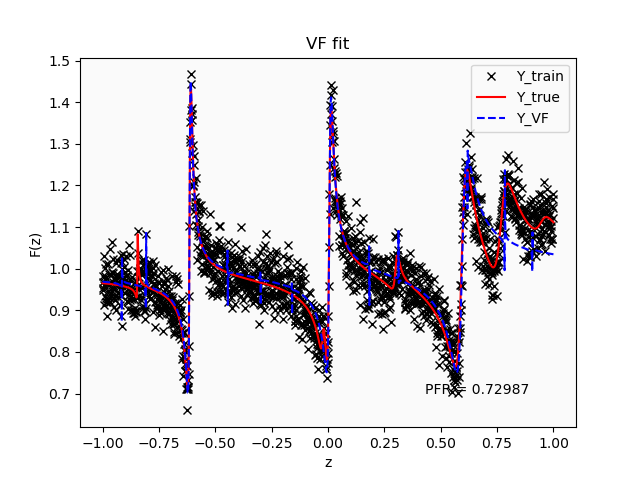 VF fit
1.5
1.4
1.3
1.2
1.1
1.0
0.9
0.8
0.7
F(z)
Y_train
Y_true
Y_VF
PFR = 0.72987
−1.00 −0.75 −0.50 −0.25 0.00 0.25 0.50 0.75 1.00
z